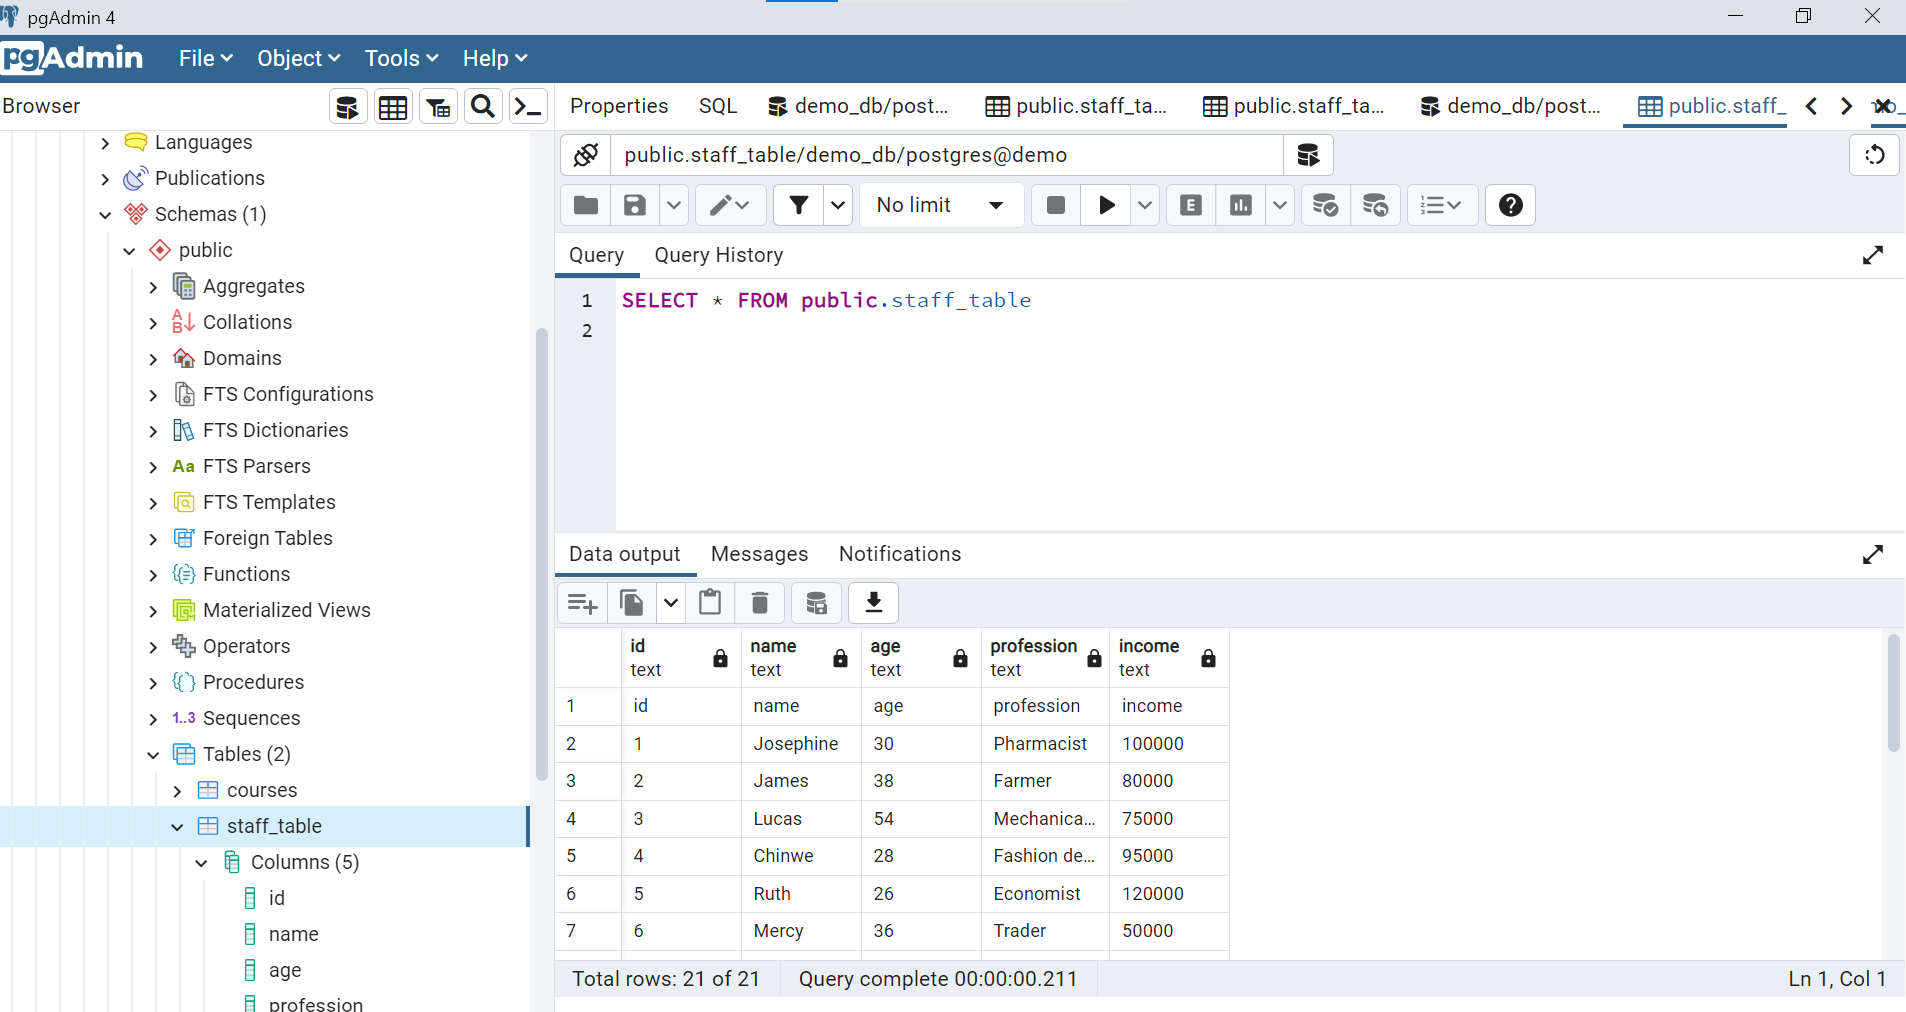 pgAdmin 4
pgAdmin File Object Tools Help
Browser
Properties SQL demo_db/post... public.staff_ta... public.staff_ta... demo_db/post... public.staff_
Languages
Publications
Schemas (1)
public
Aggregates
Collations
Domains
FTS Configurations
FTS Dictionaries
Aa FTS Parsers
FTS Templates
Foreign Tables
Functions
Materialized Views
Operators
Procedures
1..3 Sequences
Tables (2)
courses
staff_table
Columns (5)
id
name
age
profession
public.staff_table/demo_db/postgres@demo
No limit
E
Query Query History
1 SELECT * FROM public.staff_table
2
Data output Messages Notifications
id name age profession income
text text text text text
1 id name age profession income
2 1 Josephine 30 Pharmacist 100000
3 2 James 38 Farmer 80000
4 3 Lucas 54 Mechanica... 75000
5 4 Chinwe 28 Fashion de... 95000
6 5 Ruth 26 Economist 120000
7 6 Mercy 36 Trader 50000
Total rows: 21 of 21 Query complete 00:00:00.211 Ln 1, Col 1